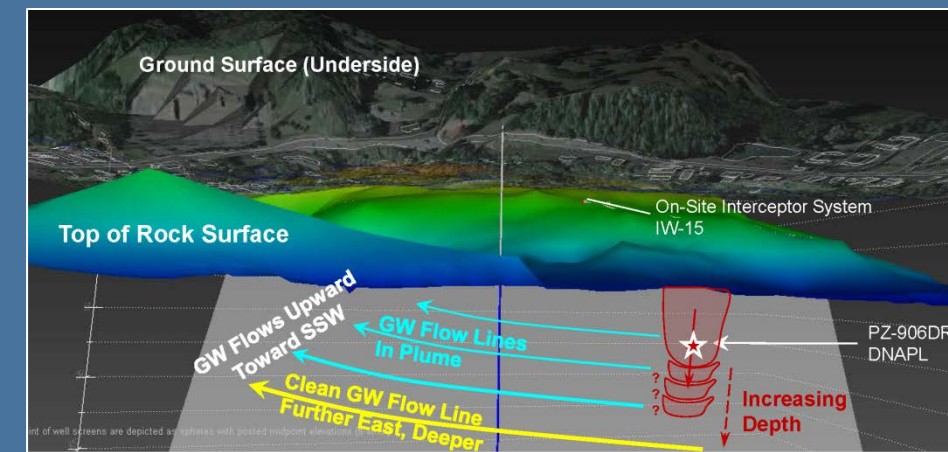 Ground Surface (Underside)
On-Site Interceptor System
IW-15
Top of Rock Surface
GW Flows Upward
Toward SSW
GW Flow Lines
In Plume
PZ-906DR
DNAPL
?
?
?
Clean GW Flow Line
Further East, Deeper
Increasing
Depth
int of well screens are depicted as spheres with posted midpoint elevations